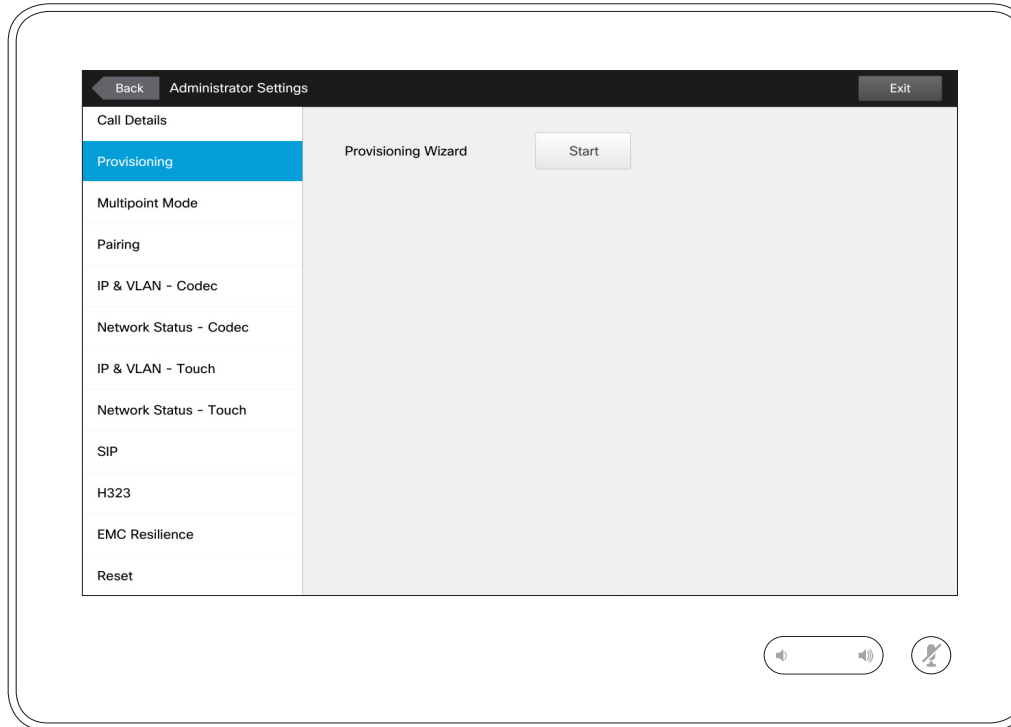 Back Administrator Settings Exit
Call Details
Provisioning
Provisioning Wizard Start
Multipoint Mode
Pairing
IP & VLAN - Codec
Network Status - Codec
IP & VLAN - Touch
Network Status - Touch
SIP
H323
EMC Resilience
Reset